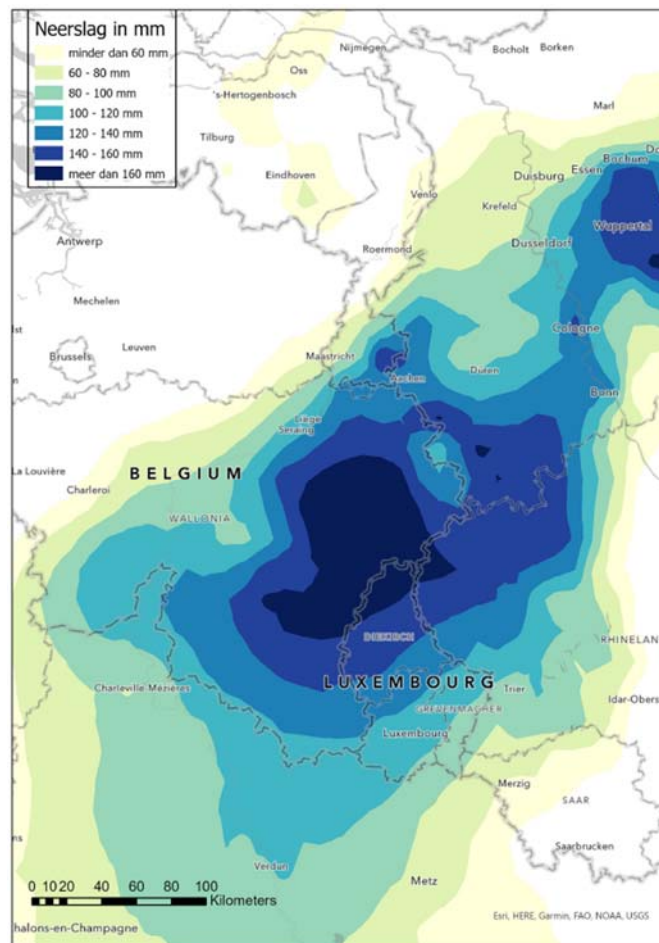 Neerslag in mm
minder dan 60 mm
60 - 80 mm
80 - 100 mm
100 - 120 mm
120 - 140 mm
140 - 160 mm
meer dan 160 mm
Nijmegen
Bocholt
Borken
Oss
's-Hertogenbosch
Marl
Tilburg
Bochum
Essen
Eindhoven
Duisburg
Venlo
Krefeld
Wuppertal
Antwerp
Roermond
Dusseldorf
Mechelen
Cologne
Leuven
Brussels
Maastricht
Aachen
Düren
Bonn
Liège
Seraing
La Louvière
BELGIUM
Charleroi
WALLONIA
DIEKIRCH
RHINELAN
LUXEMBOURG
Charleville-Mézières
Trier
Idar-Obers
GREVENMACHER
Luxembourg
Merzig
SAAR
Saarbrucken
Verdun
Metz
0 10 20 40 60 80 100
Kilometers
Esri, HERE, Garmin, FAO, NOAA, USGS
halons-en-Champagne